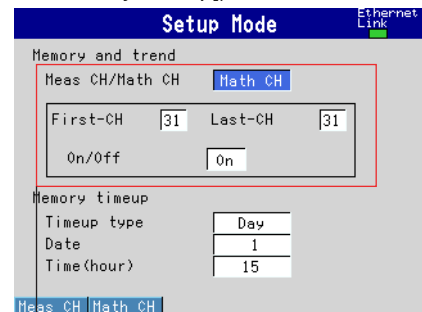 Setup Mode
Ethernet
Link
Memory and trend
Meas CH/Math CH Math CH
First-CH 31 Last-CH 31
On/Off On
Memory timeup
Timeup type Day
Date 1
Time(hour) 15
Meas CH Math CH